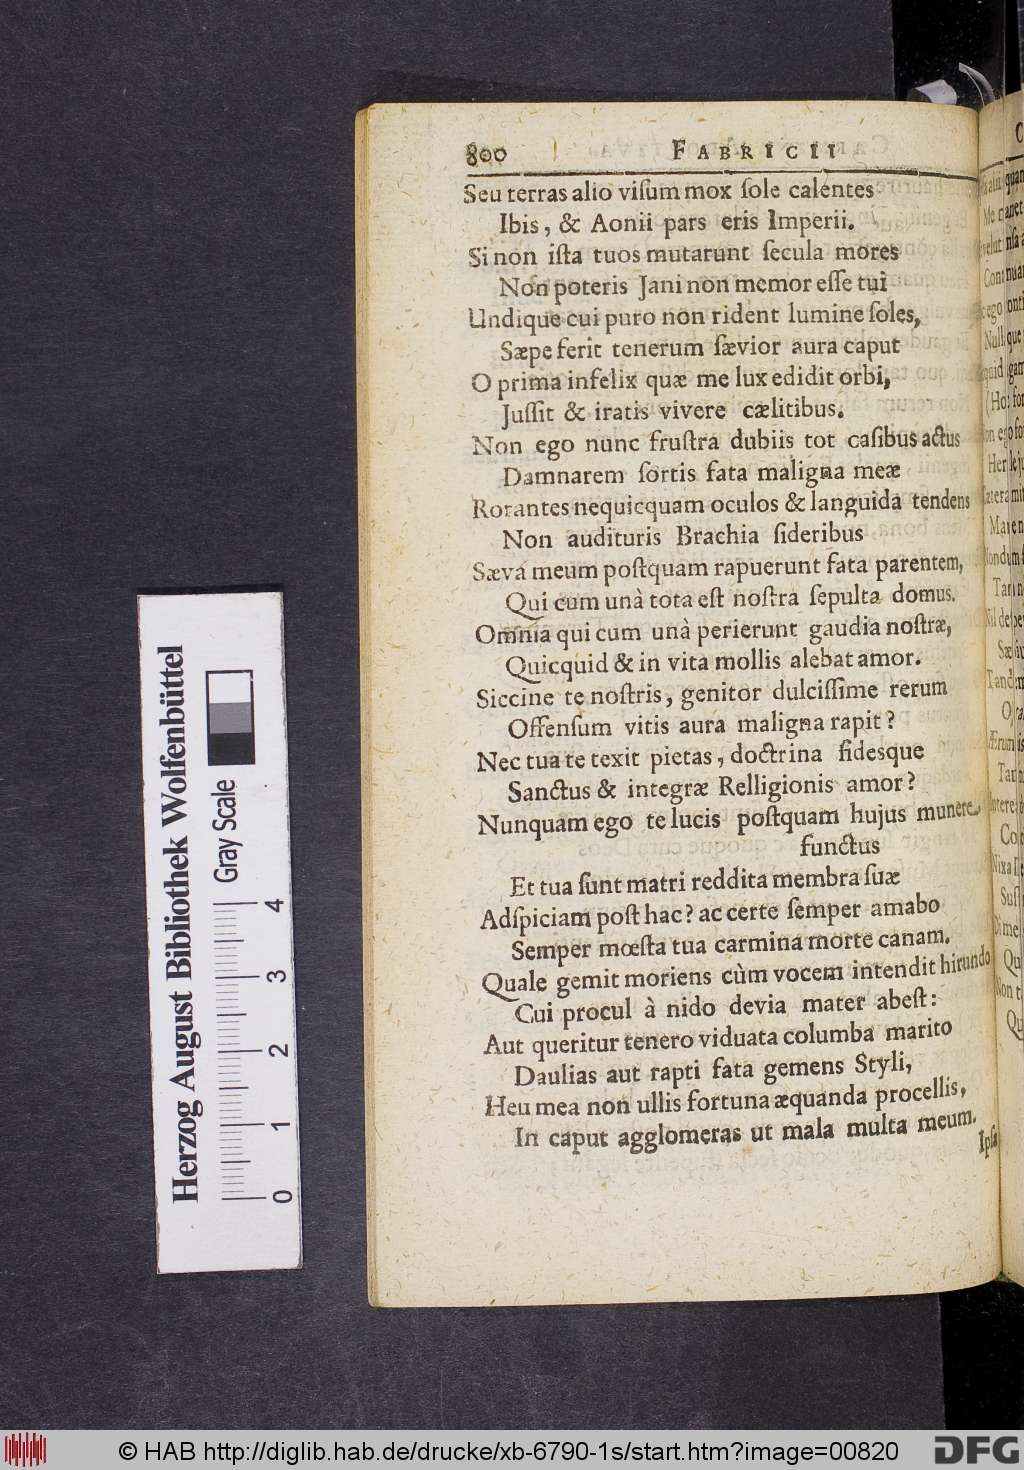 800 FABRICII
Seu terras alio viſum mox ſole calentes
Ibis, & Aonii pars eris Imperii.
Si non iſta tuos mutarunt ſecula mores
Non poteris Jani non memor eſſe tui
Undique cui puro non rident lumine ſoles,
Sæpe ferit tenerum ſævior aura caput
O prima infelix quæ me lux edidit orbi,
Juſſit & iratis vivere cælitibus.
Non ego nunc fruſtra dubiis tot caſibus actus
Damnarem ſortis fata maligna meæ
Rorantes nequicquam oculos & languida tendens
Non audituris Brachia ſideribus
Sæva meum poſtquam rapuerunt fata parentem,
Qui cum unà tota eſt noſtra ſepulta domus.
Omnia qui cum unà perierunt gaudia noſtræ,
Quicquid & in vita mollis alebat amor.
Siccine te noſtris, genitor dulciſſime rerum
Offenſum vitis aura maligna rapit?
Nec tua te texit pietas, doctrina fidesque
Sanctus & integræ Relligionis amor?
Nunquam ego te lucis poſtquam hujus munere
functus
Et tua ſunt matri reddita membra ſuæ
Adſpiciam poſt hac? ac certe ſemper amabo
Semper mœſta tua carmina morte canam.
Quale gemit moriens cùm vocem intendit hirundo
Cui procul à nido devia mater abeſt:
Aut queritur tenero viduata columba marito
Daulias aut rapti fata gemens Styli,
Heu mea non ullis fortuna æquanda procellis,
In caput agglomeras ut mala multa meum.
Ipſa
Herzog August Bibliothek Wolfenbüttel
Gray Scale
0 1 2 3 4
© HAB http://diglib.hab.de/drucke/xb-6790-1s/start.htm?image=00820
DFG